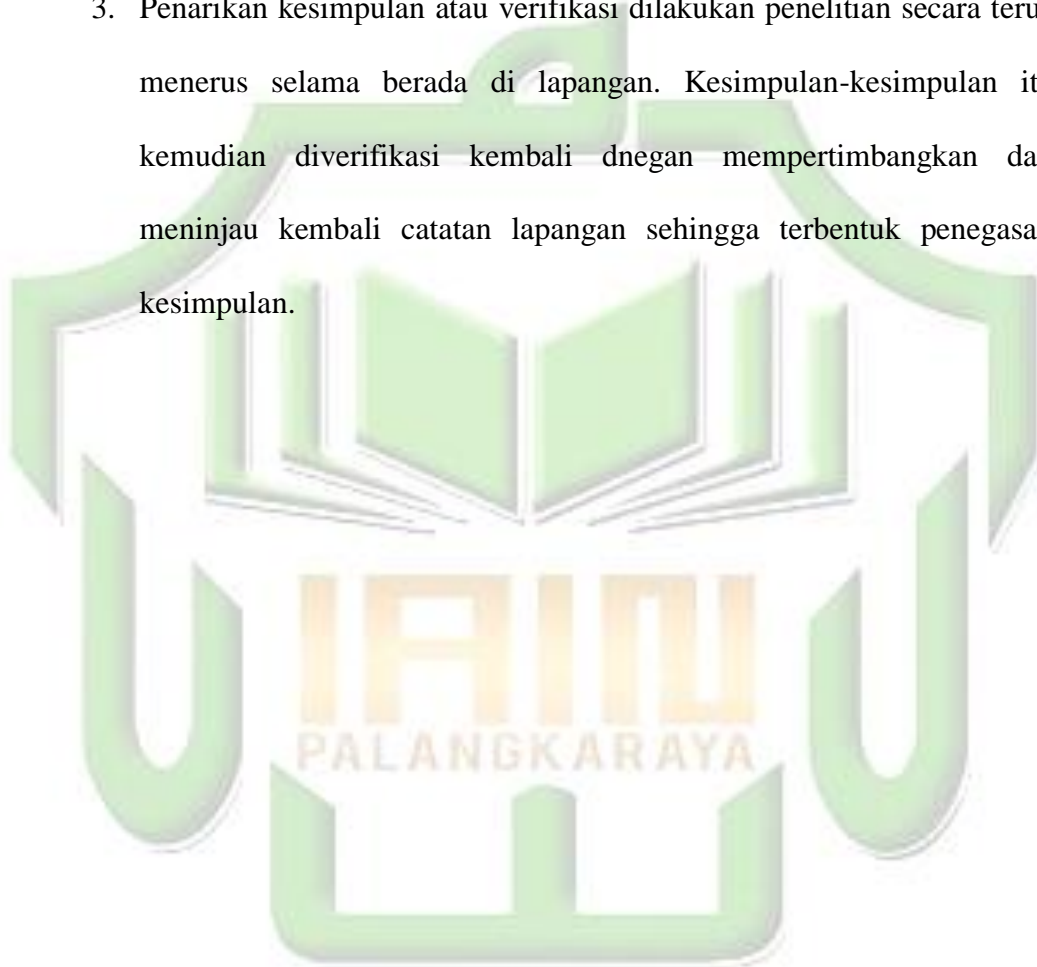 3. Penarikan kesimpulan atau verifikasi dilakukan penelitian secara teru
menerus selama berada di lapangan. Kesimpulan-kesimpulan it
kemudian diverifikasi kembali dnegan mempertimbangkan da
meninjau kembali catatan lapangan sehingga terbentuk penegasa
kesimpulan.
IAIN
PALANGKARAYA